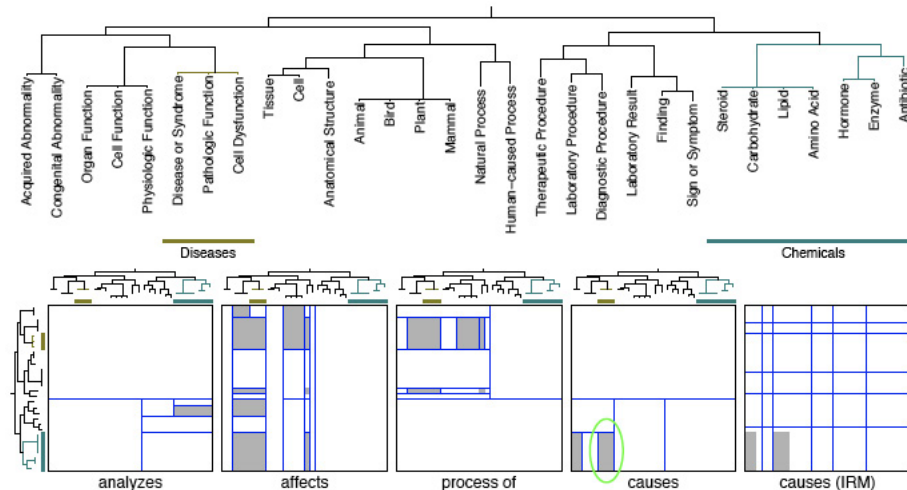 Acquired Abnormality
Congenital Abnormality
Organ Function
Cell Function
Physiologic Function
Disease or Syndrome
Pathologic Function
Cell Dysfunction
Tissue
Cell
Anatomical Structure
Animal
Bird
Plant
Mammal
Natural Process
Human−caused Process
Therapeutic Procedure
Laboratory Procedure
Diagnostic Procedure
Laboratory Result
Finding
Sign or Symptom
Steroid
Carbohydrate
Lipid
Amino Acid
Hormone
Enzyme
Antibiotic
Diseases
Chemicals
analyzes
affects
process of
causes
causes (IRM)